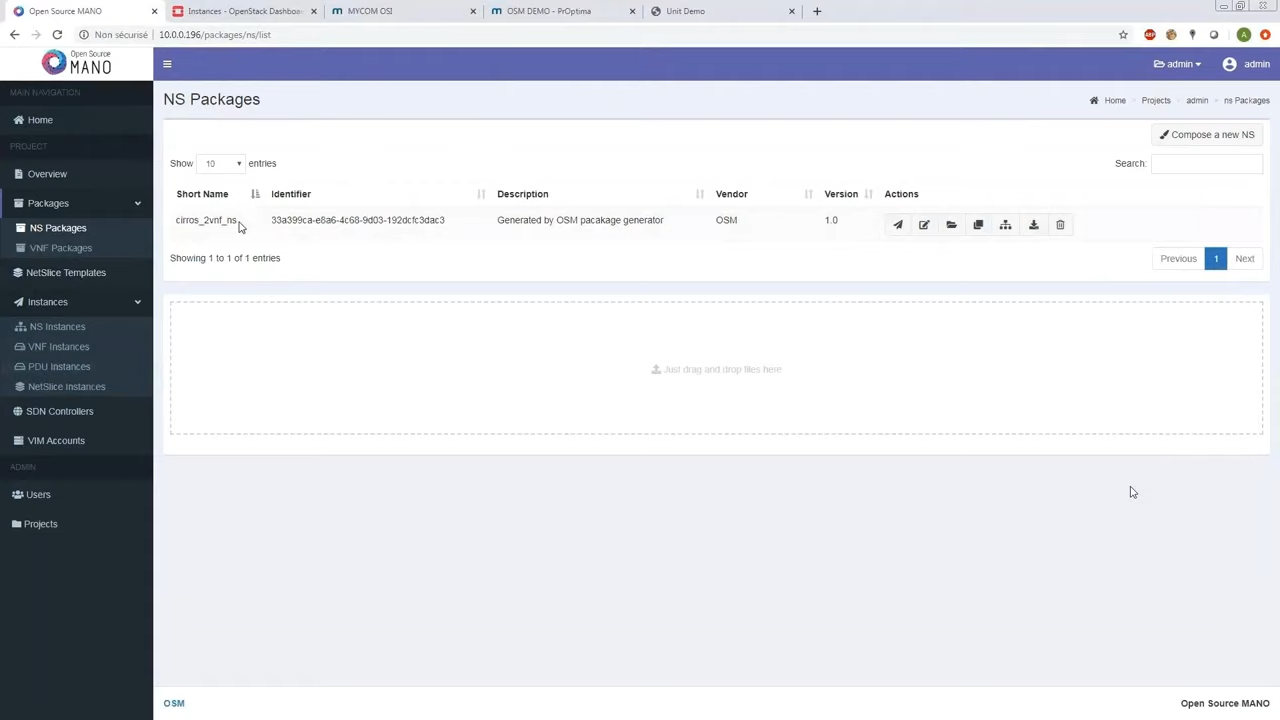 Open Source MANO
Instances - OpenStack Dashboa
MYCOM OSI
OSM DEMO - PrOptima
Unit Demo
Non sécurisé
10.0.0.196/packages/ns/list
ABP
A
Open Source
MANO
admin
admin
MAIN NAVIGATION
Home
PROJECT
Overview
Packages
NS Packages
VNF Packages
NetSlice Templates
Instances
NS Instances
VNF Instances
PDU Instances
NetSlice Instances
SDN Controllers
VIM Accounts
ADMIN
Users
Projects
NS Packages
Home Projects admin ns Packages
Compose a new NS
Show 10 entries
Search:
Short Name Identifier Description Vendor Version Actions
cirros_2vnf_ns 33a399ca-e8a6-4c68-9d03-192dcfc3dac3 Generated by OSM pacakage generator OSM 1.0
Showing 1 to 1 of 1 entries
Previous 1 Next
Just drag and drop files here
OSM
Open Source MANO